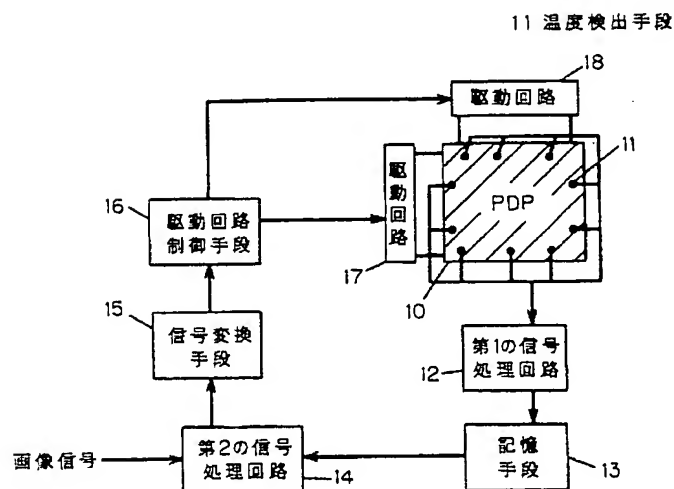 11 温度検出手段
18
駆動回路
11
駆動回路
PDP
16
駆動回路
制御手段
17
10
15
信号変換
手段
第1の信号
処理回路
12
画像信号
第2の信号
処理回路
14
記憶
手段
13